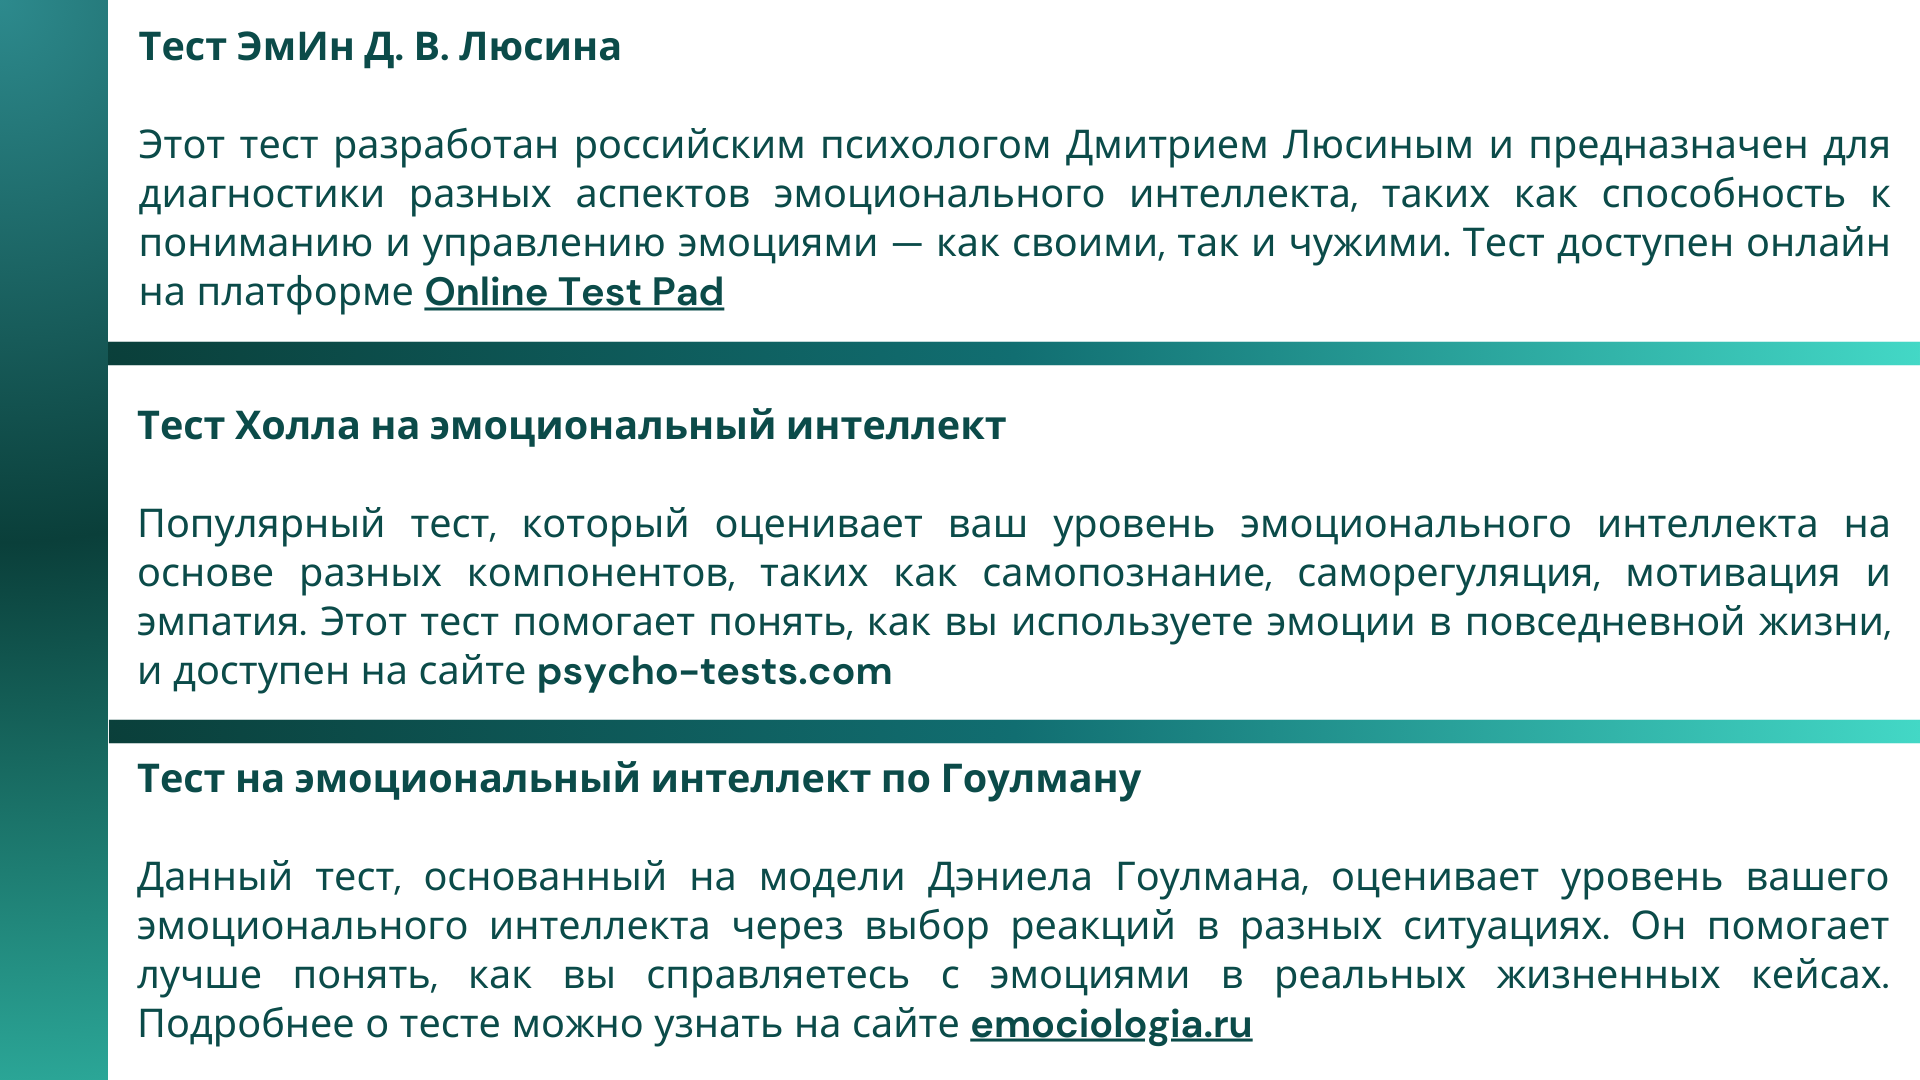 Тест ЭмИн Д. В. Люсина
Этот тест разработан российским психологом Дмитрием Люсиным и предназначен для
диагностики разных аспектов эмоционального интеллекта, таких как способность к
пониманию и управлению эмоциями — как своими, так и чужими. Тест доступен онлайн
на платформе Online Test Pad
Тест Холла на эмоциональный интеллект
Популярный тест, который оценивает ваш уровень эмоционального интеллекта на
основе разных компонентов, таких как самопознание, саморегуляция, мотивация и
эмпатия. Этот тест помогает понять, как вы используете эмоции в повседневной жизни,
и доступен на сайте psycho-tests.com
Тест на эмоциональный интеллект по Гоулману
Данный тест, основанный на модели Дэниела Гоулмана, оценивает уровень вашего
эмоционального интеллекта через выбор реакций в разных ситуациях. Он помогает
лучше понять, как вы справляетесь с эмоциями в реальных жизненных кейсах.
Подробнее о тесте можно узнать на сайте emociologia.ru